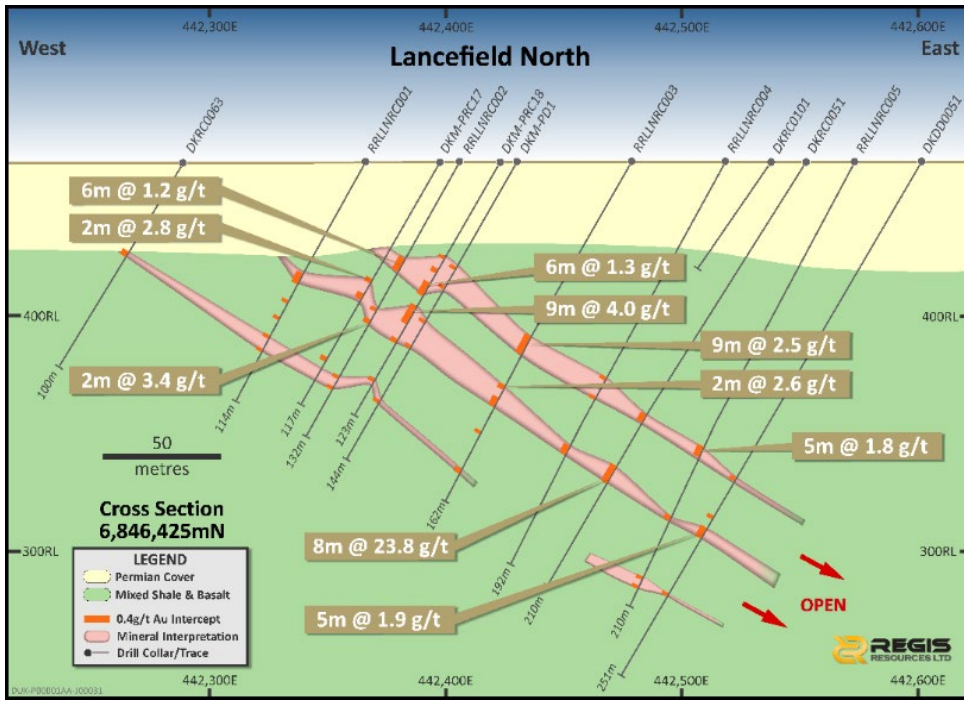 442,300E
442,400E
442,500E
442,600E
West
East
Lancefield North
DKRC0063
RRLLNRC001
DKM-PRC17
RRLLNRC002
DKM-PRC18
DKM-PD1
RRLLNRC003
RRLLNRC004
DKRC0101
DKRC0051
RRLLNRC005
DKDD0051
6m @ 1.2 g/t
2m @ 2.8 g/t
6m @ 1.3 g/t
9m @ 4.0 g/t
400RL
400RL
9m @ 2.5 g/t
2m @ 3.4 g/t
2m @ 2.6 g/t
100m
114m
117m
132m
123m
144m
162m
192m
210m
210m
251m
5m @ 1.8 g/t
50
metres
Cross Section
6,846,425mN
8m @ 23.8 g/t
300RL
300RL
LEGEND
Permian Cover
Mixed Shale & Basalt
0.4g/t Au Intercept
Mineral Interpretation
Drill Collar/Trace
5m @ 1.9 g/t
OPEN
REGIS
RESOURCES LTD
442,300E
442,400E
442,500E
442,600E